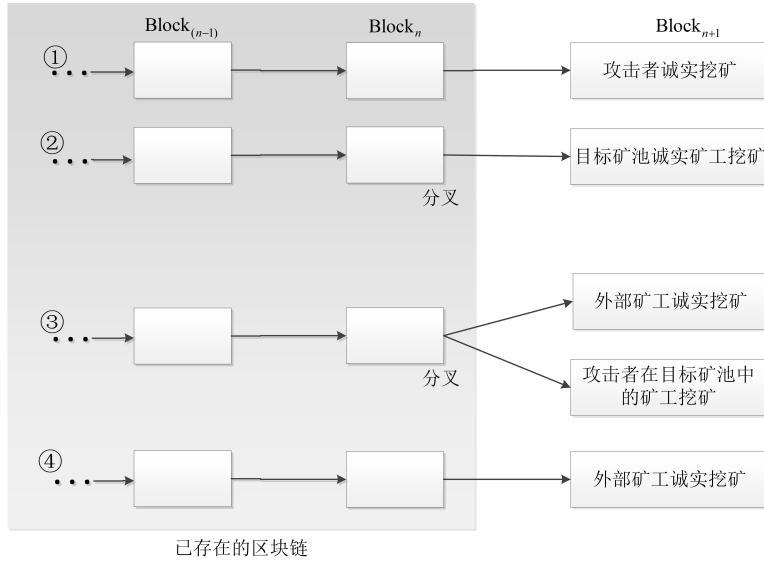 Block(n−1) Blockn Blockn+1
① 攻击者诚实挖矿
② 目标矿池诚实矿工挖矿
分叉
外部矿工诚实挖矿
③
分叉
攻击者在目标矿池中
的矿工挖矿
④ 外部矿工诚实挖矿
已存在的区块链